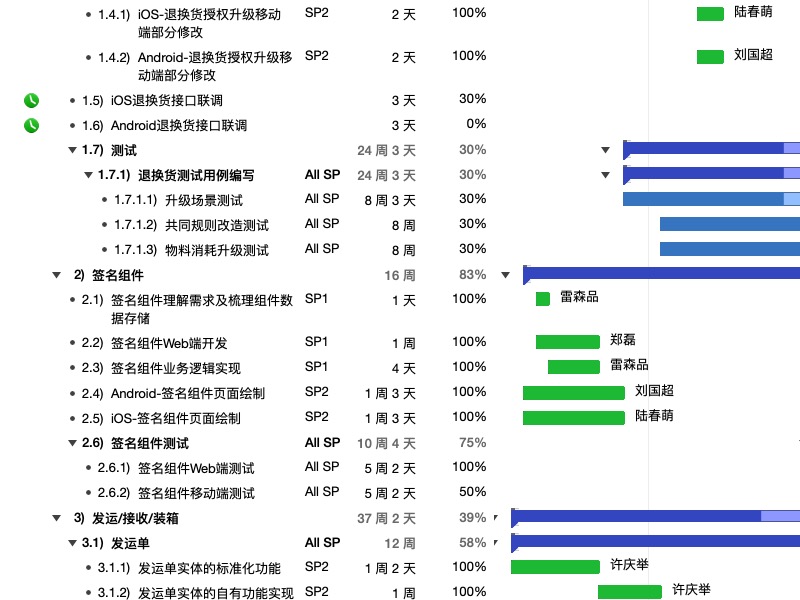 1.4.1) iOS-退换货授权升级移动 SP2 2 天 100% 陆春萌
端部分修改
1.4.2) Android-退换货授权升级移 SP2 2 天 100% 刘国超
动端部分修改
1.5) iOS退换货接口联调 3 天 30%
1.6) Android退换货接口联调 3 天 0%
1.7) 测试 24 周 3 天 30%
1.7.1) 退换货测试用例编写 All SP 24 周 3 天 30%
1.7.1.1) 升级场景测试 All SP 8 周 3 天 30%
1.7.1.2) 共同规则改造测试 All SP 8 周 30%
1.7.1.3) 物料消耗升级测试 All SP 8 周 30%
2) 签名组件 16 周 83%
2.1) 签名组件理解需求及梳理组件数 SP1 1 天 100% 雷森品
据存储
2.2) 签名组件Web端开发 SP1 1 周 100% 郑磊
2.3) 签名组件业务逻辑实现 SP1 4 天 100% 雷森品
2.4) Android-签名组件页面绘制 SP2 1 周 3 天 100% 刘国超
2.5) iOS-签名组件页面绘制 SP2 1 周 3 天 100% 陆春萌
2.6) 签名组件测试 All SP 10 周 4 天 75%
2.6.1) 签名组件Web端测试 All SP 5 周 2 天 100%
2.6.2) 签名组件移动端测试 All SP 5 周 2 天 50%
3) 发运/接收/装箱 37 周 2 天 39%
3.1) 发运单 All SP 12 周 58%
3.1.1) 发运单实体的标准化功能 SP2 1 周 2 天 100% 许庆举
3.1.2) 发运单实体的自有功能实现 SP2 1 周 100% 许庆举